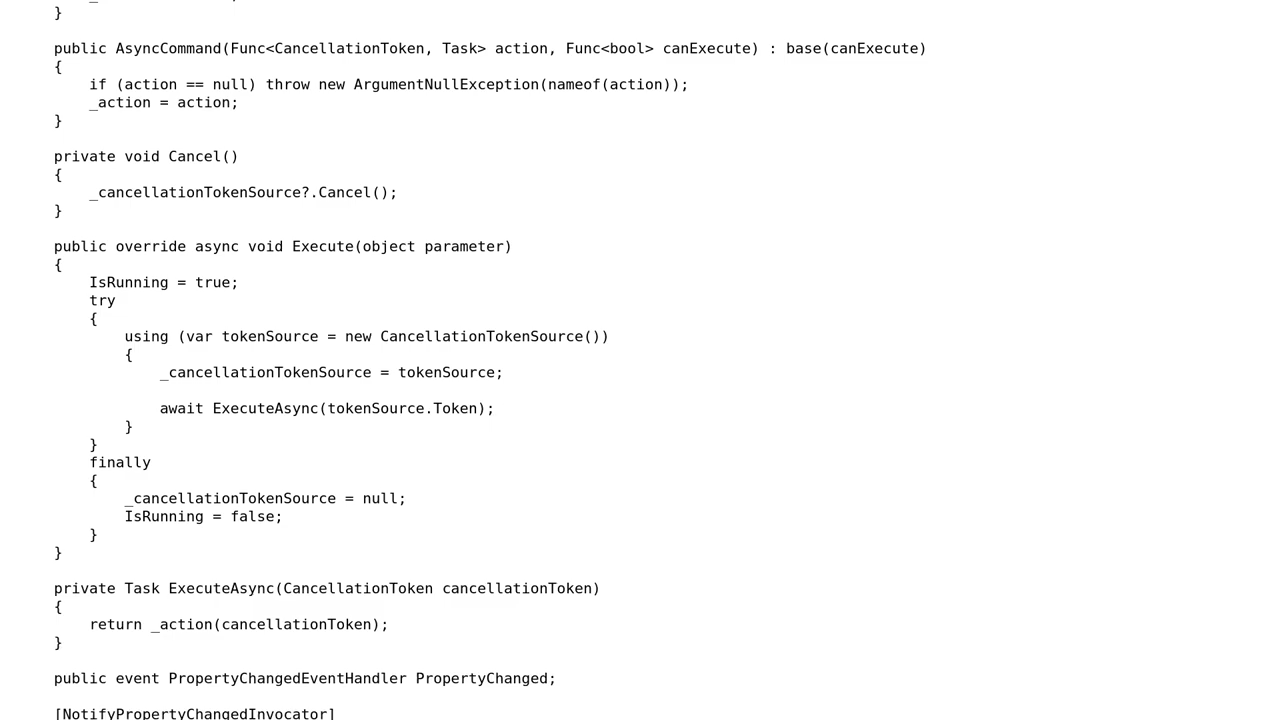 }
public AsyncCommand(Func<CancellationToken, Task> action, Func<bool> canExecute) : base(canExecute)
{
if (action == null) throw new ArgumentNullException(nameof(action));
_action = action;
}
private void Cancel()
{
_cancellationTokenSource?.Cancel();
}
public override async void Execute(object parameter)
{
IsRunning = true;
try
{
using (var tokenSource = new CancellationTokenSource())
{
_cancellationTokenSource = tokenSource;
await ExecuteAsync(tokenSource.Token);
}
}
finally
{
_cancellationTokenSource = null;
IsRunning = false;
}
}
private Task ExecuteAsync(CancellationToken cancellationToken)
{
return _action(cancellationToken);
}
public event PropertyChangedEventHandler PropertyChanged;
[NotifyPropertyChangedInvocator]